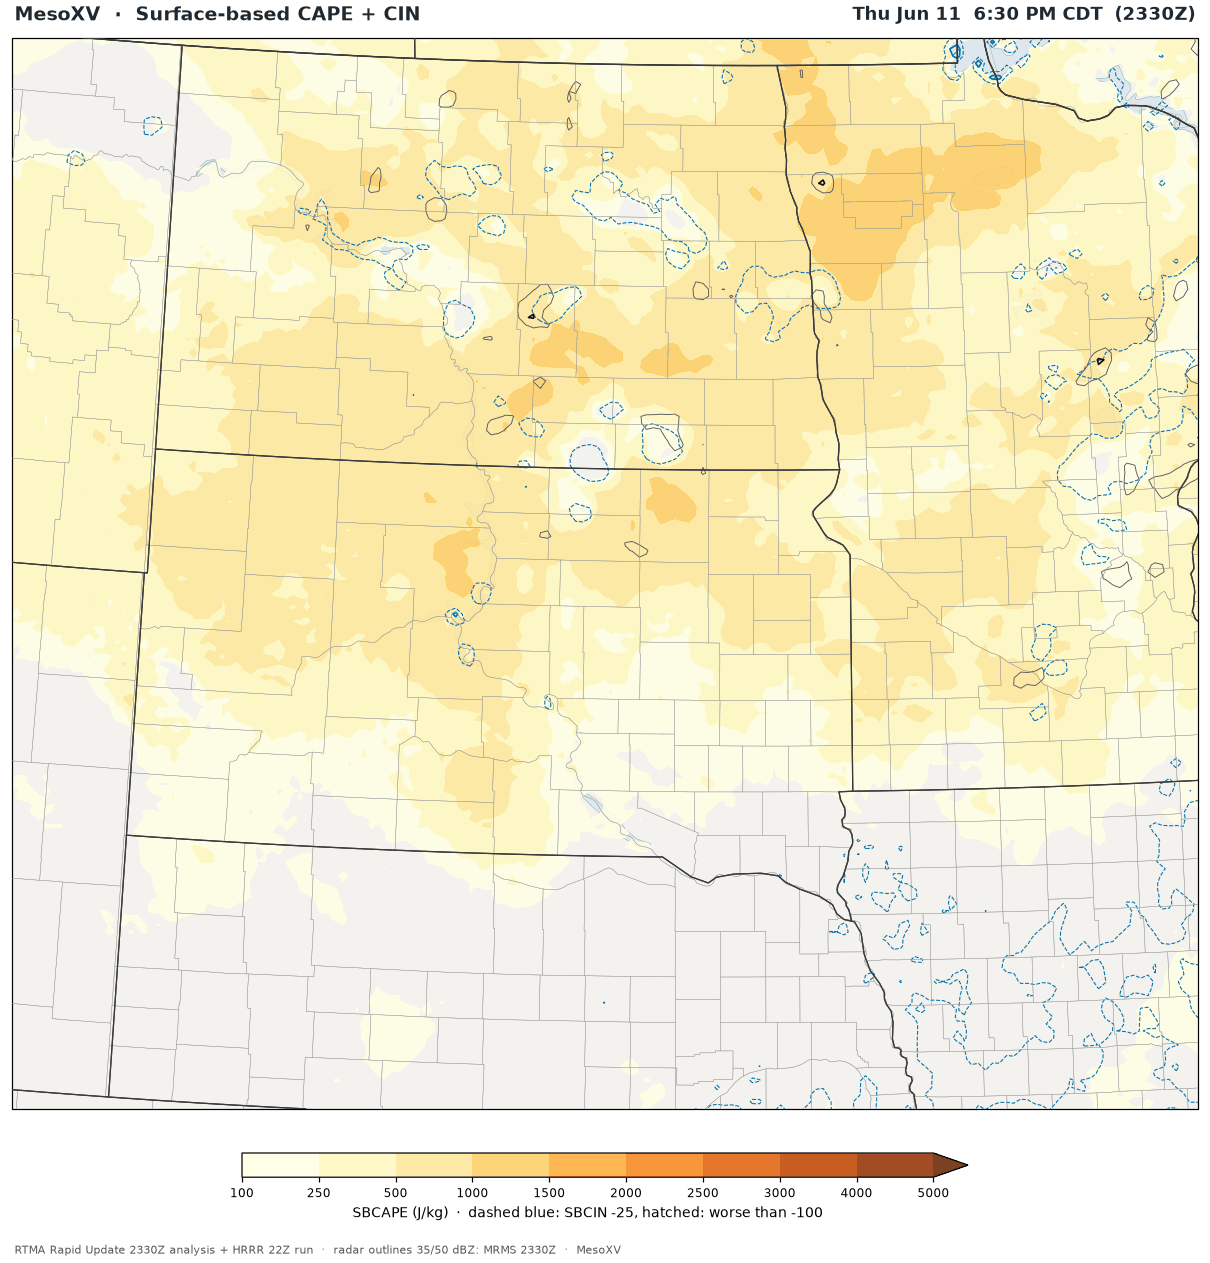 MesoXV · Surface-based CAPE + CIN
Thu Jun 11 6:30 PM CDT (2330Z)
100 250 500 1000 1500 2000 2500 3000 4000 5000
SBCAPE (J/kg) · dashed blue: SBCIN -25, hatched: worse than -100
RTMA Rapid Update 2330Z analysis + HRRR 22Z run · radar outlines 35/50 dBZ: MRMS 2330Z · MesoXV